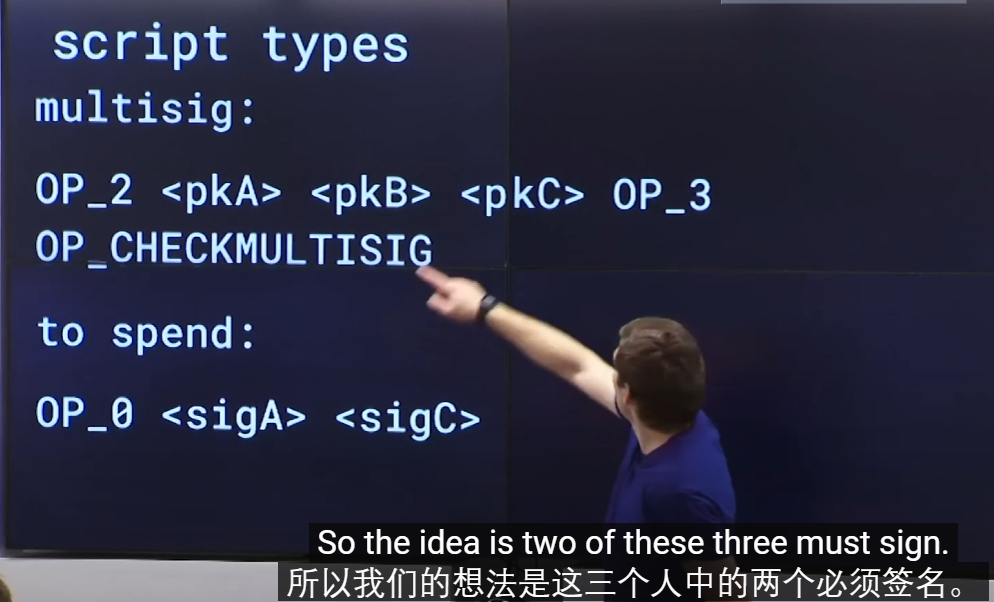 script types
multisig:
OP_2 <pkA> <pkB> <pkC> OP_3
OP_CHECKMULTISIG
to spend:
OP_0 <sigA> <sigC>
So the idea is two of these three must sign.
所以我们的想法是这三个人中的两个必须签名。